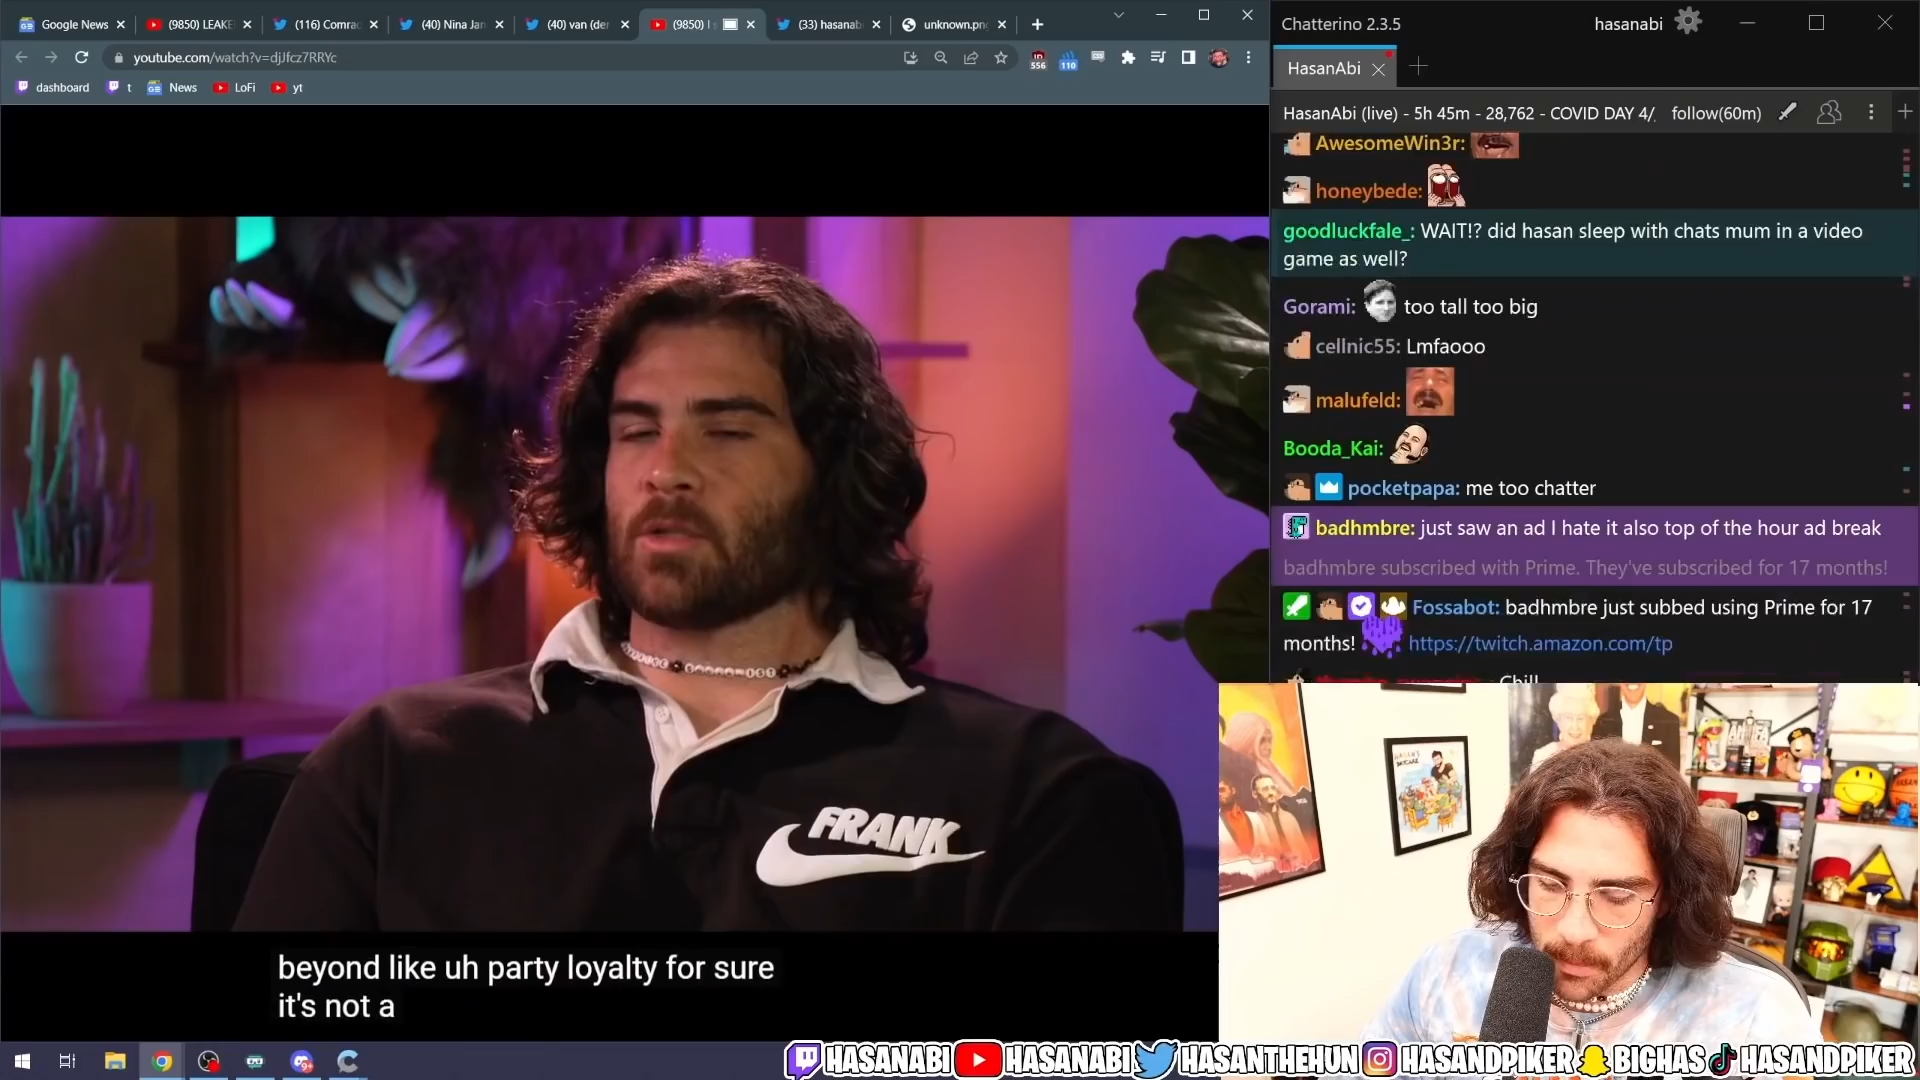 Google News
(9850) LEAKE
(116) Comrac
(40) Nina Jan
(40) van (der
(9850) I s
(33) hasanab
unknown.png
youtube.com/watch?v=djJfcz7RRYc
556
110
dashboard
t
News
LoFi
yt
FRANK
beyond like uh party loyalty for sure
it's not a
Chatterino 2.3.5
hasanabi
HasanAbi
HasanAbi (live) - 5h 45m - 28,762 - COVID DAY 4/
follow(60m)
AwesomeWin3r:
honeybede:
goodluckfale_: WAIT!? did hasan sleep with chats mum in a video
game as well?
Gorami: too tall too big
cellnic55: Lmfaooo
malufeld:
Booda_Kai:
pocketpapa: me too chatter
badhmbre: just saw an ad I hate it also top of the hour ad break
badhmbre subscribed with Prime. They've subscribed for 17 months!
Fossabot: badhmbre just subbed using Prime for 17
months! https://twitch.amazon.com/tp
Chill
HASANABI HASANABI HASANTHEHUN HASANDPIKER BIGHAS HASANDPIKER